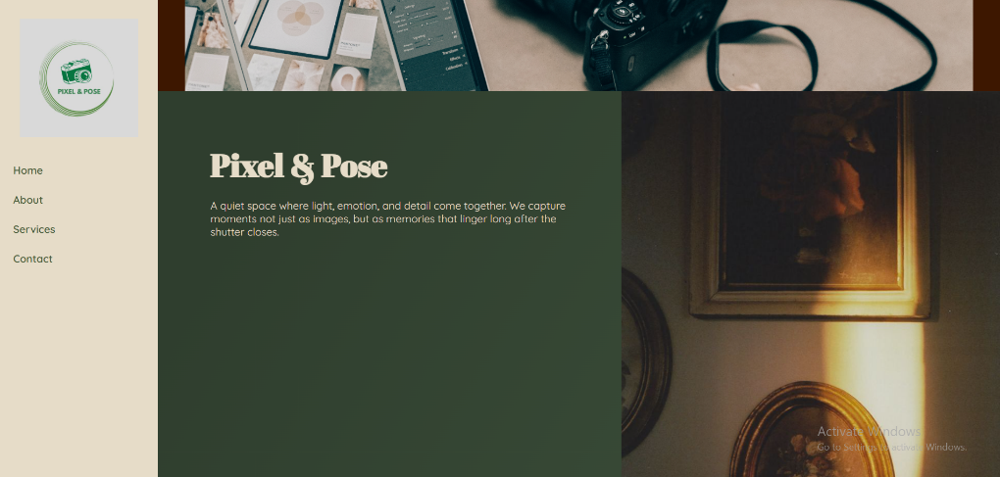 PIXEL & POSE
Home
About
Services
Contact
Pixel & Pose
A quiet space where light, emotion, and detail come together. We capture
moments not just as images, but as memories that linger long after the
shutter closes.
Activate Windows
Go to Settings to activate Windows.